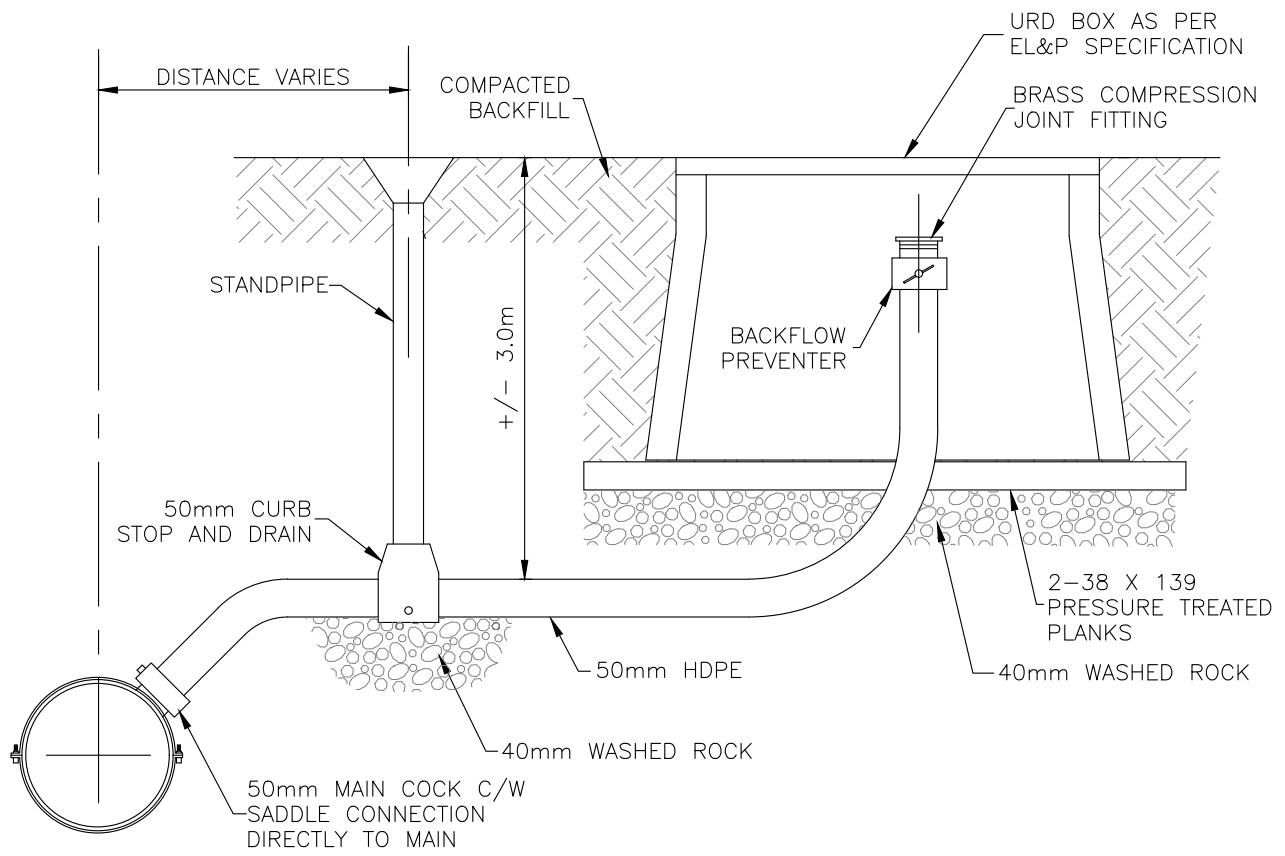 URD BOX AS PER
EL&P SPECIFICATION
DISTANCE VARIES
COMPACTED
BACKFILL
BRASS COMPRESSION
JOINT FITTING
STANDPIPE
+/- 3.0m
BACKFLOW
PREVENTER
50mm CURB
STOP AND DRAIN
2-38 X 139
PRESSURE TREATED
PLANKS
50mm HDPE
40mm WASHED ROCK
40mm WASHED ROCK
50mm MAIN COCK C/W
SADDLE CONNECTION
DIRECTLY TO MAIN